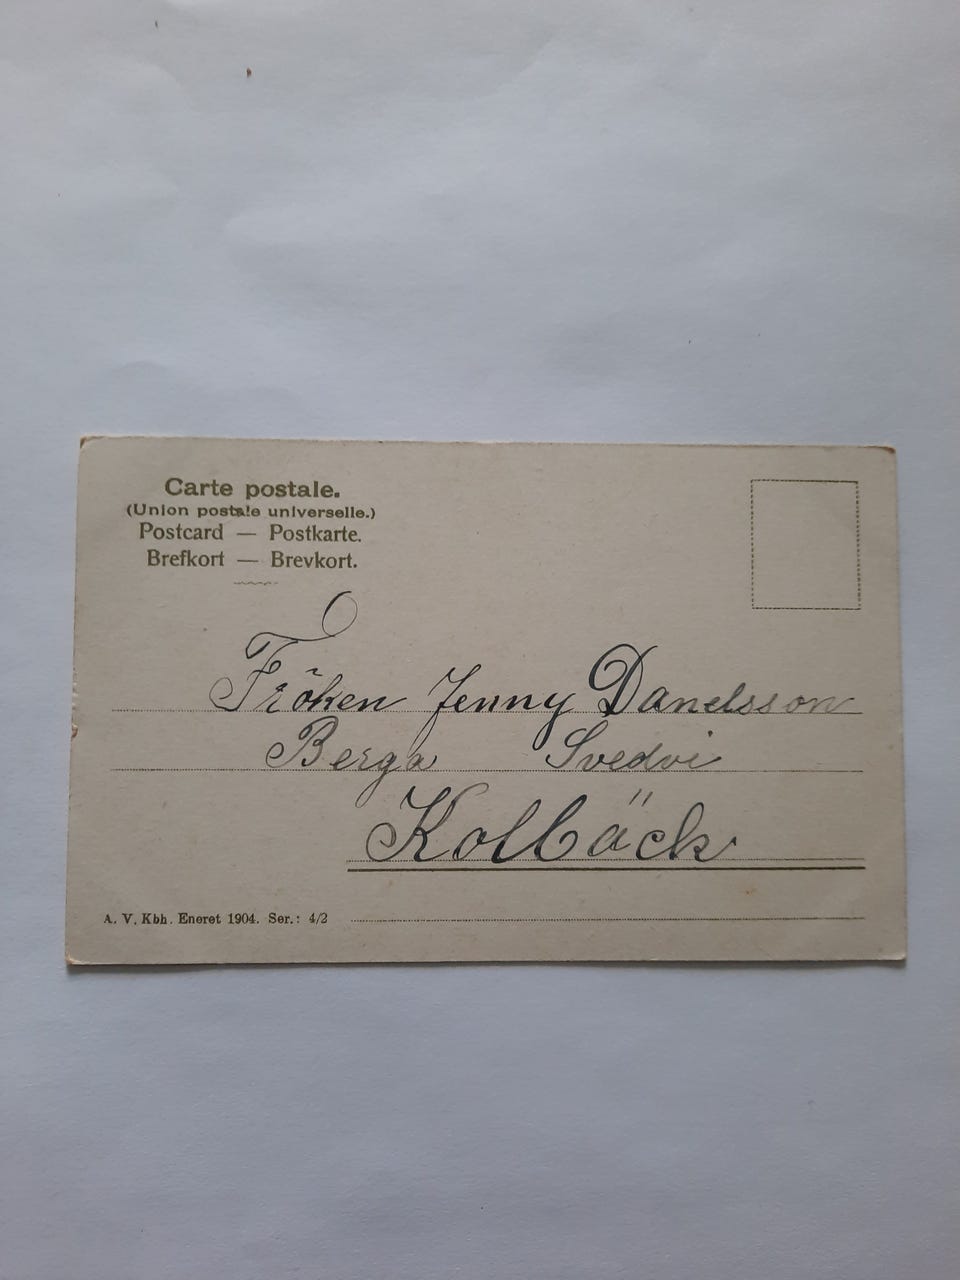 Carte postale.
(Union postale universelle.)
Postcard — Postkarte.
Brefkort — Brevkort.
Fröken Jenny Danelsson
Berga Svedvi
Kolbäck
A. V. Kbh. Eneret 1904. Ser.: 4/2